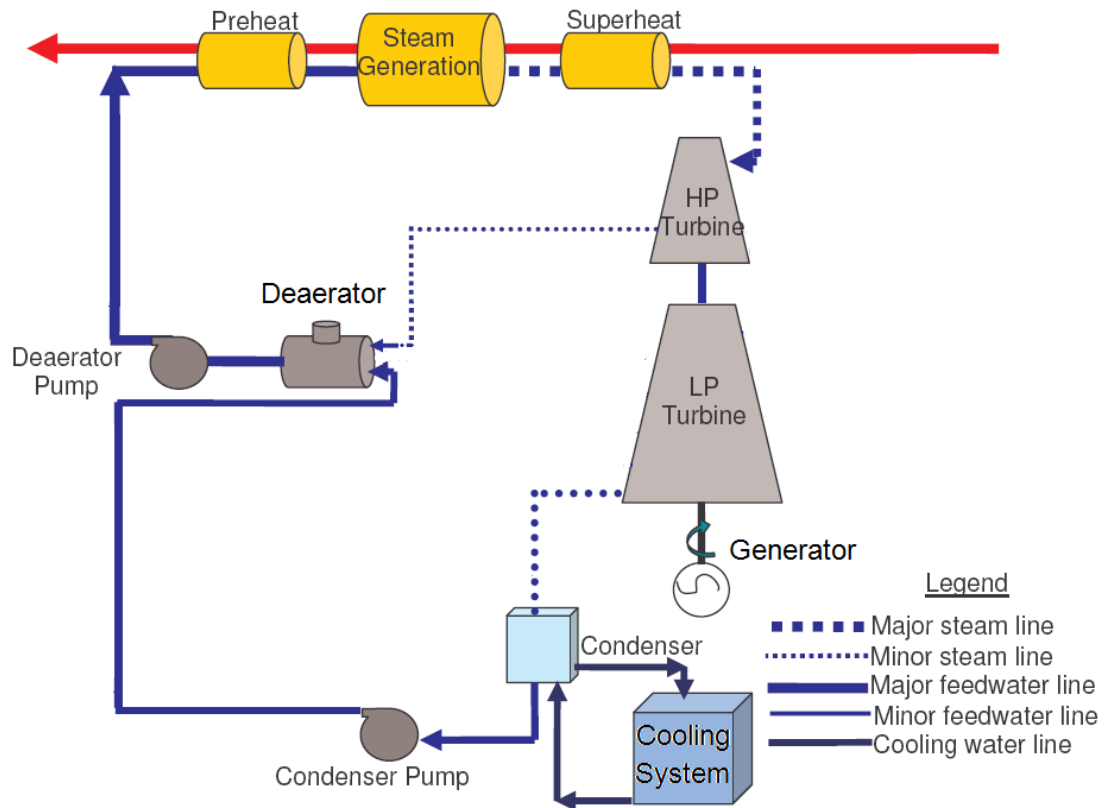 Preheat
Steam
Generation
Superheat
HP
Turbine
Deaerator
Deaerator
Pump
LP
Turbine
Generator
Legend
Major steam line
Minor steam line
Major feedwater line
Minor feedwater line
Cooling water line
Condenser
Cooling
System
Condenser Pump